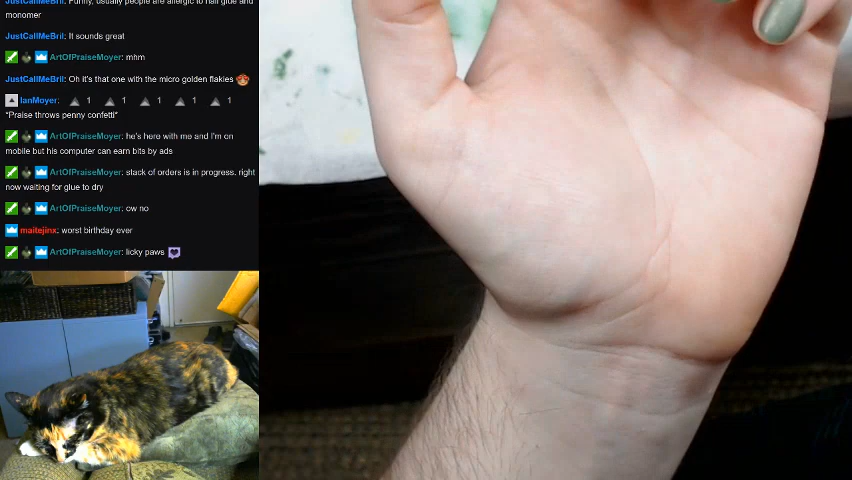 JustCallMeBril: Funny, usually people are allergic to nail glue and
monomer
JustCallMeBril: It sounds great
ArtOfPraiseMoyer: mhm
JustCallMeBril: Oh it's that one with the micro golden flakies
IanMoyer: 1 1 1 1 1
*Praise throws penny confetti*
ArtOfPraiseMoyer: he's here with me and I'm on
mobile but his computer can earn bits by ads
ArtOfPraiseMoyer: stack of orders is in progress. right
now waiting for glue to dry
ArtOfPraiseMoyer: ow no
maitejinx: worst birthday ever
ArtOfPraiseMoyer: licky paws